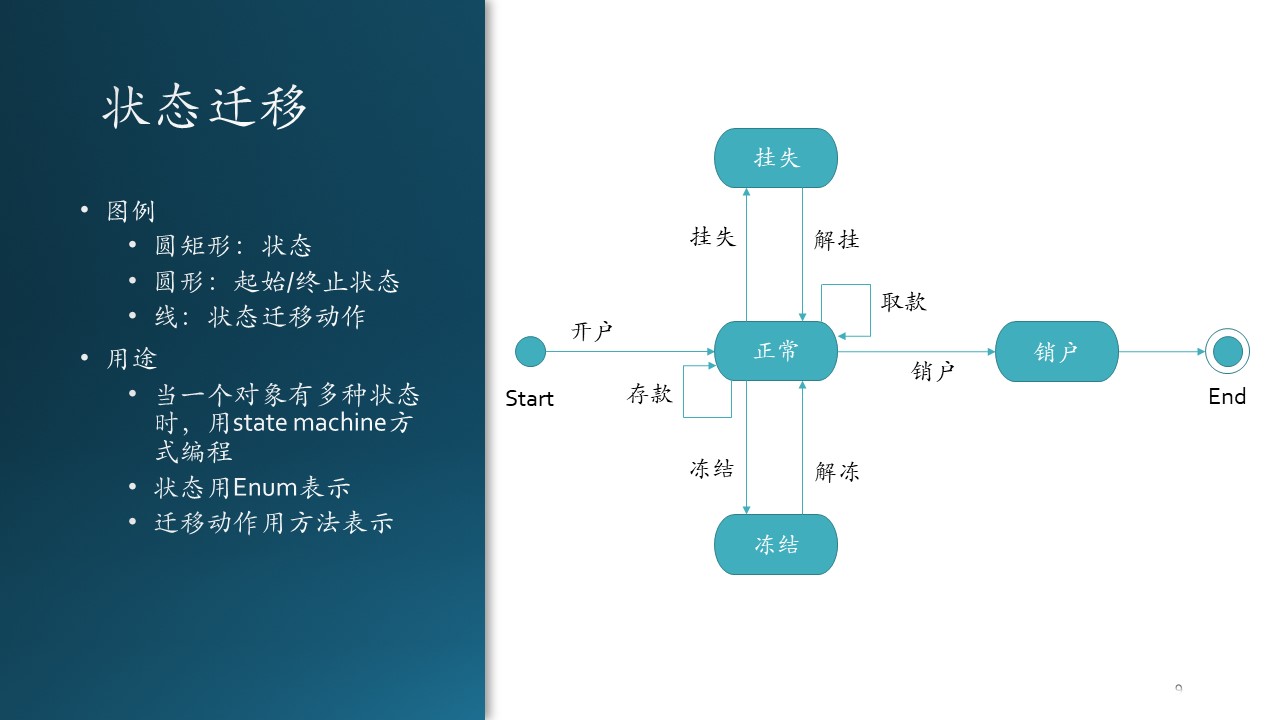 状态迁移
图例
圆矩形：状态
圆形：起始/终止状态
线：状态迁移动作
用途
当一个对象有多种状态
时，用state machine方
式编程
状态用Enum表示
迁移动作用方法表示
挂失
挂失
解挂
取款
开户
正常
销户
销户
Start
存款
End
冻结
解冻
冻结
9